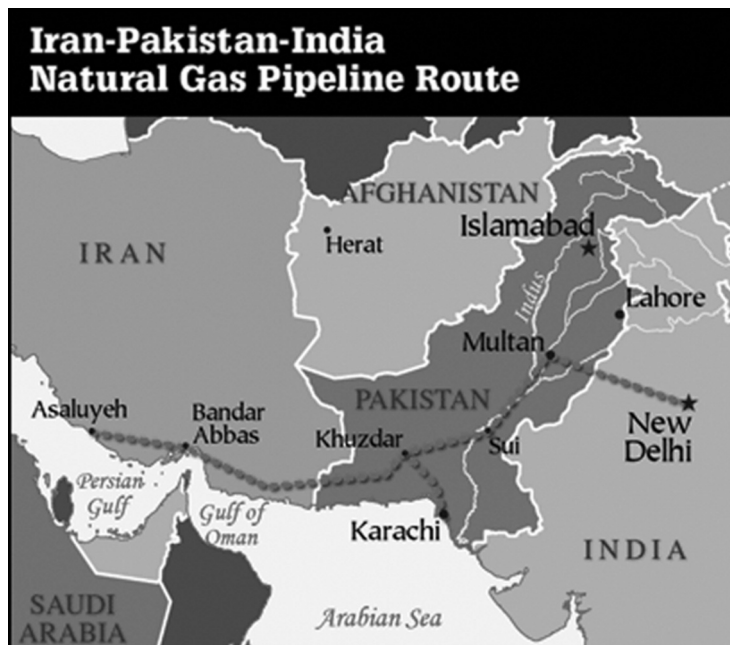 Iran-Pakistan-India
Natural Gas Pipeline Route
AFGHANISTAN
Islamabad
IRAN
Herat
Indus
Lahore
Multan
Asaluyeh
Bandar
Abbas
PAKISTAN
Khuzdar
Sui
New
Delhi
Persian
Gulf
Gulf of
Oman
Karachi
INDIA
SAUDI
ARABIA
Arabian Sea